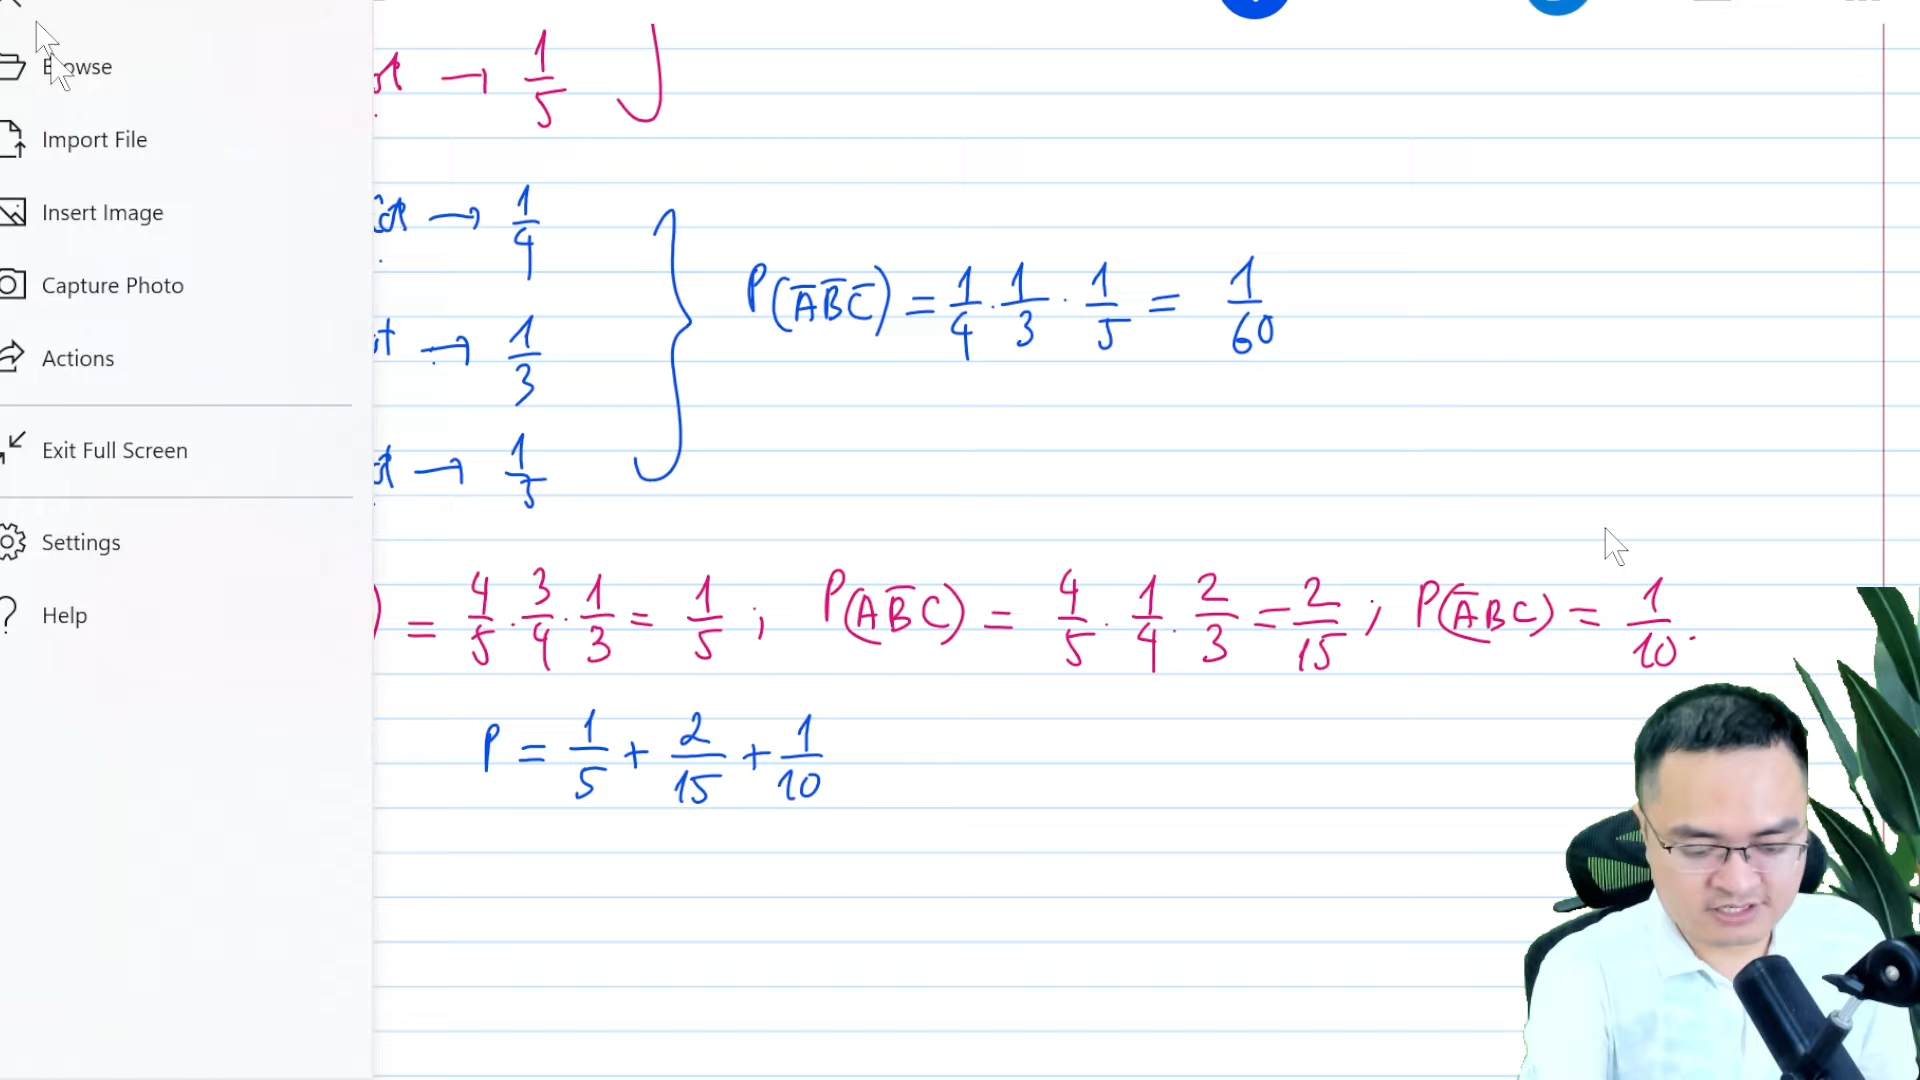 Browse
Import File
Insert Image
Capture Photo
Actions
Exit Full Screen
Settings
Help
→ 1/5
→ 1/4
→ 1/3
→ 1/5
P(A̅B̅C̅) = 1/4 · 1/3 · 1/5 = 1/60
) = 4/5 · 3/4 · 1/3 = 1/5 ; P(AB̅C) = 4/5 · 1/4 · 2/3 = 2/15 ; P(A̅BC) = 1/10.
P = 1/5 + 2/15 + 1/10